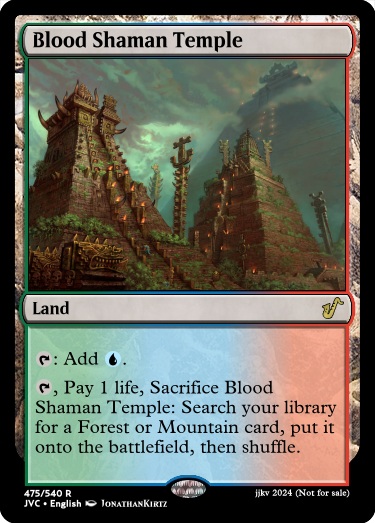 Blood Shaman Temple
Land
: Add .
, Pay 1 life, Sacrifice Blood
Shaman Temple: Search your library
for a Forest or Mountain card, put it
onto the battlefield, then shuffle.
475/540 R
JVC • English JonathanKirtz
jjkv 2024 (Not for sale)